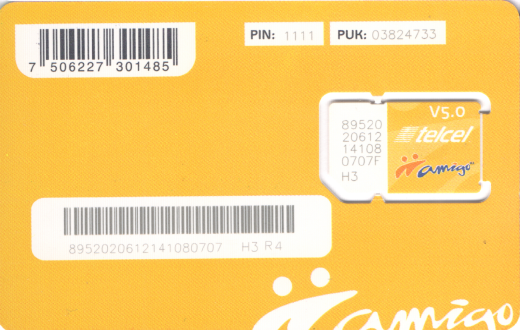 PIN: 1111 PUK: 03824733
7 506227 301485
V5.0
telcel
amigo
89520
20612
14108
0707F
H3
8952020612141080707 H3 R4
amigo